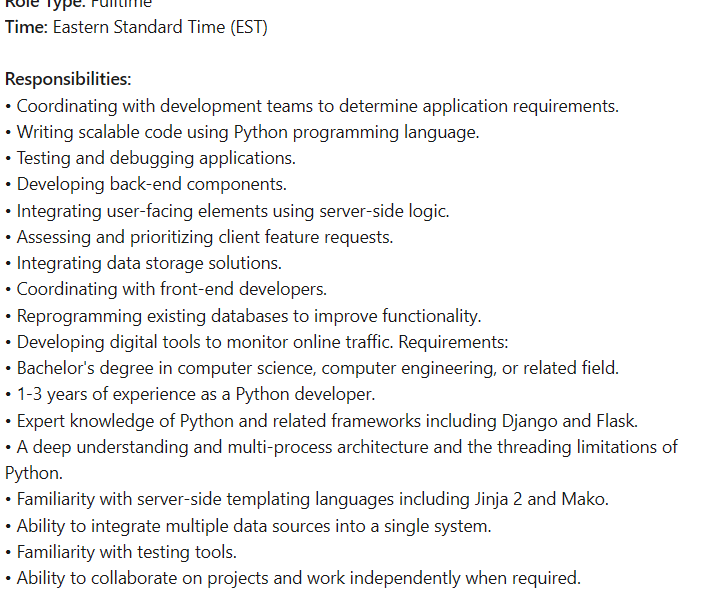 Role Type: Fulltime
Time: Eastern Standard Time (EST)
Responsibilities:
• Coordinating with development teams to determine application requirements.
• Writing scalable code using Python programming language.
• Testing and debugging applications.
• Developing back-end components.
• Integrating user-facing elements using server-side logic.
• Assessing and prioritizing client feature requests.
• Integrating data storage solutions.
• Coordinating with front-end developers.
• Reprogramming existing databases to improve functionality.
• Developing digital tools to monitor online traffic. Requirements:
• Bachelor's degree in computer science, computer engineering, or related field.
• 1-3 years of experience as a Python developer.
• Expert knowledge of Python and related frameworks including Django and Flask.
• A deep understanding and multi-process architecture and the threading limitations of
Python.
• Familiarity with server-side templating languages including Jinja 2 and Mako.
• Ability to integrate multiple data sources into a single system.
• Familiarity with testing tools.
• Ability to collaborate on projects and work independently when required.